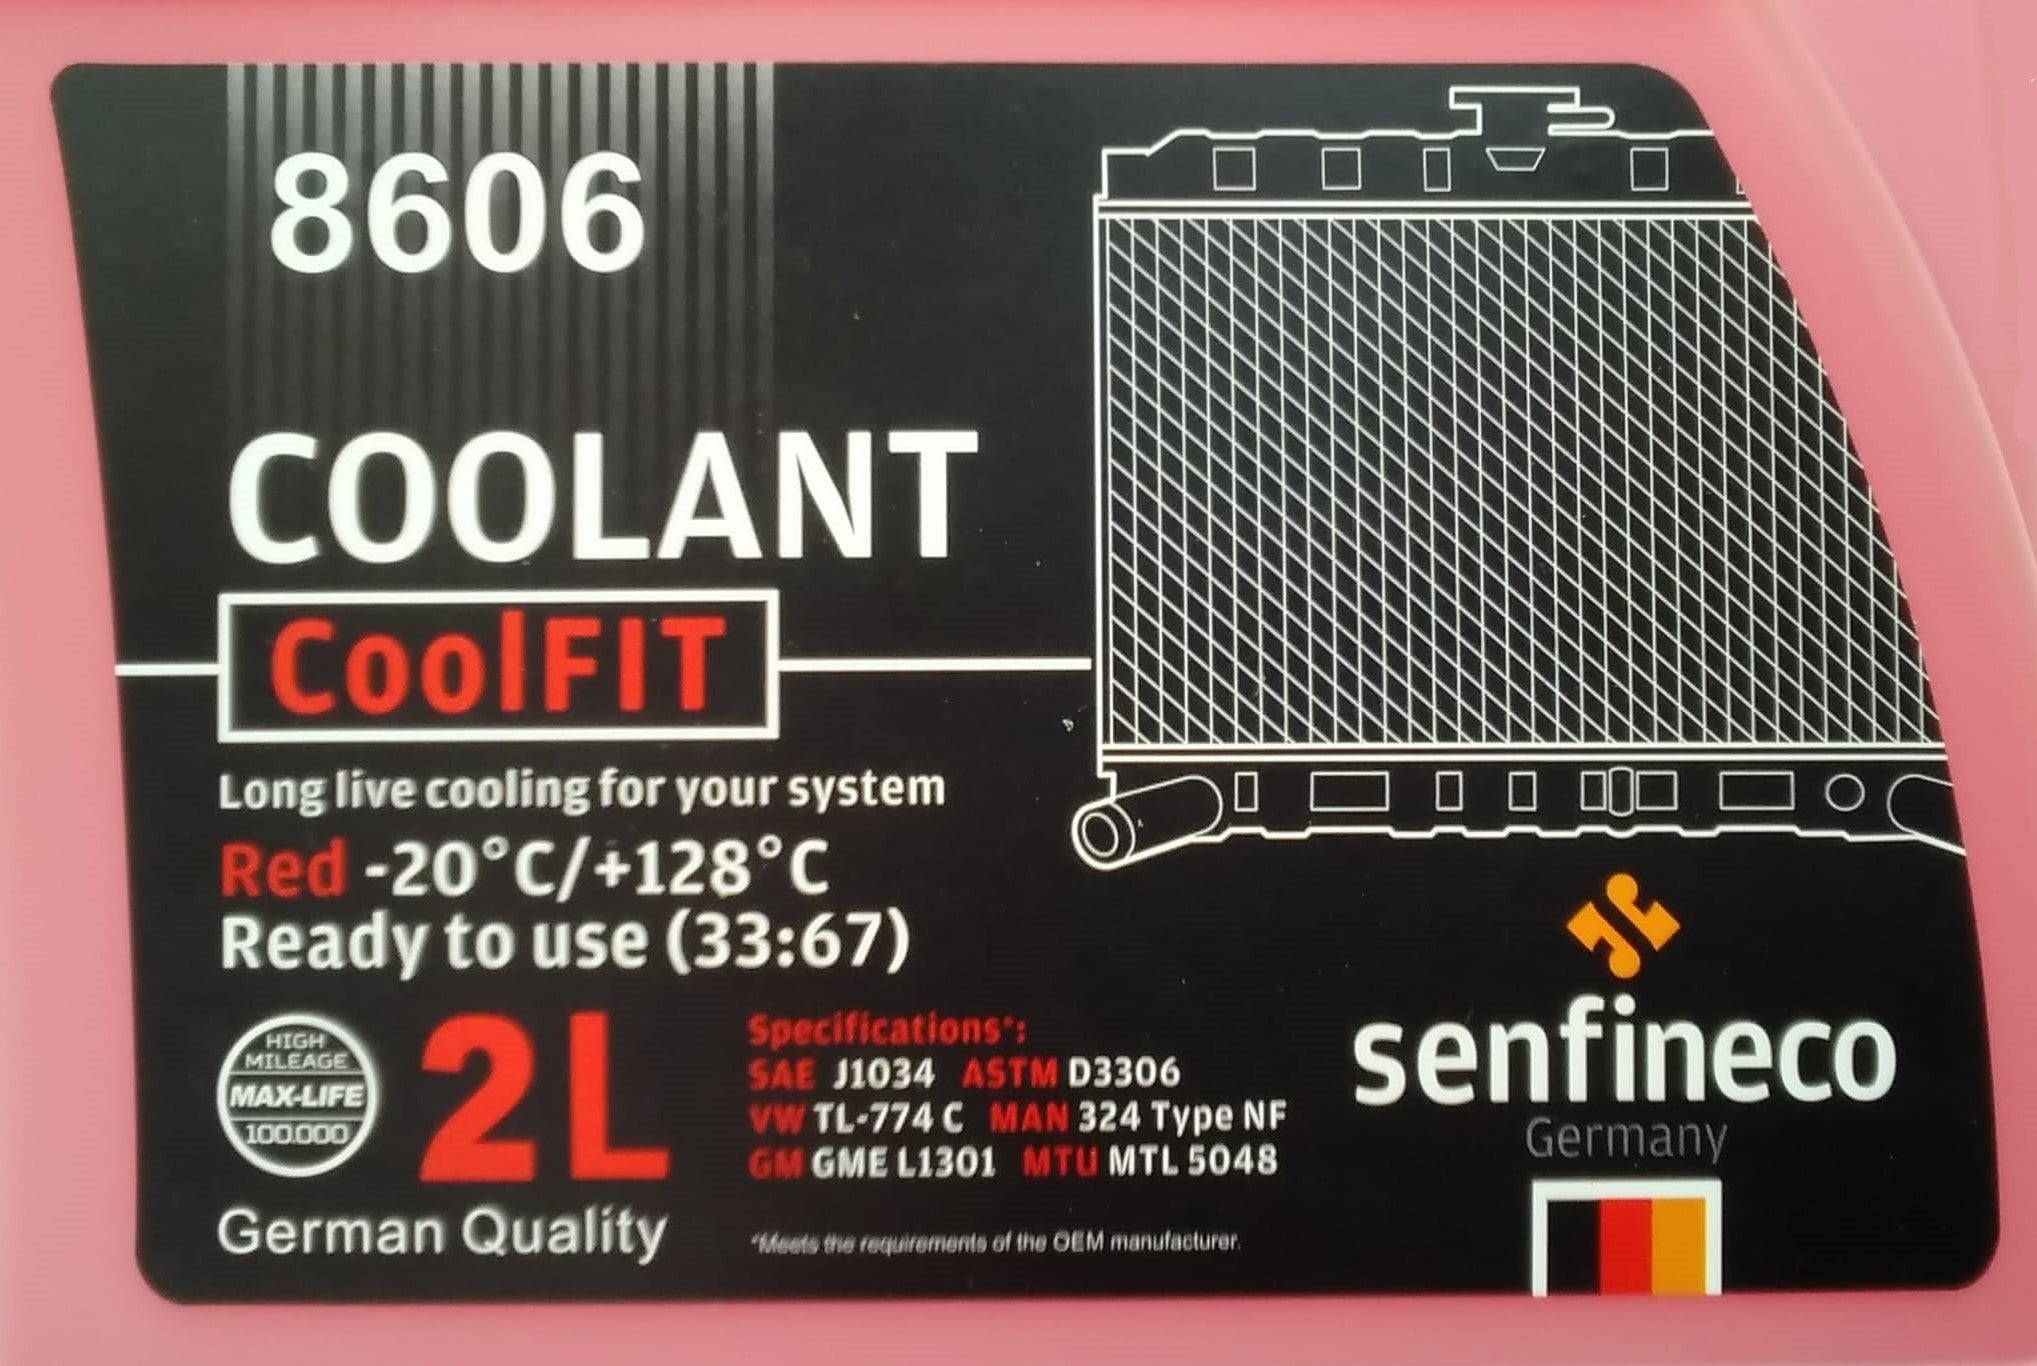 8606
COOLANT
CoolFIT
Long live cooling for your system
Red -20°C/+128°C
Ready to use (33:67)
HIGH
MILEAGE
MAX-LIFE
100.000
2L
German Quality
Specifications*:
SAE J1034 ASTM D3306
VW TL-774 C MAN 324 Type NF
GM GME L1301 MTU MTL 5048
*Meets the requirements of the OEM manufacturer.
senfineco
Germany